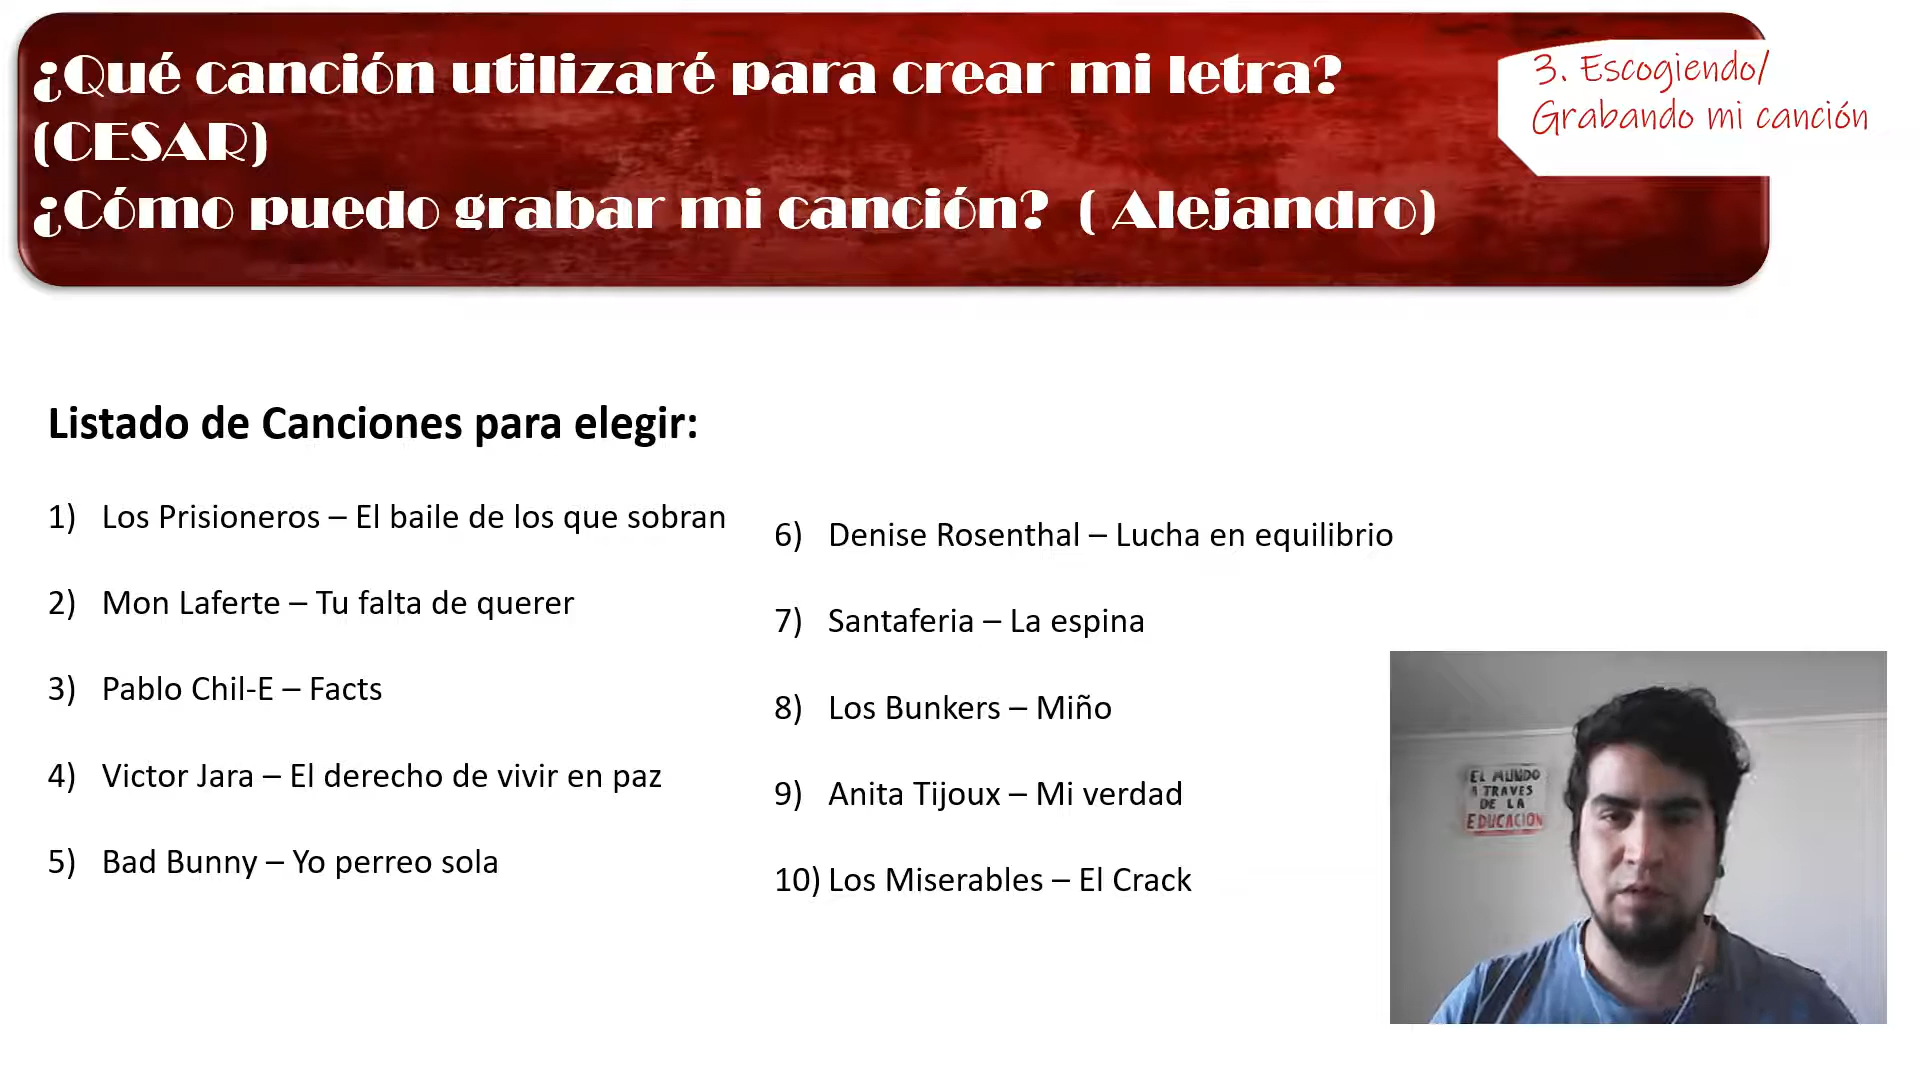 ¿Qué canción utilizaré para crear mi letra?
(CESAR)
¿Cómo puedo grabar mi canción? ( Alejandro)
3. Escogiendo/
Grabando mi canción
Listado de Canciones para elegir:
1) Los Prisioneros – El baile de los que sobran
2) Mon Laferte – Tu falta de querer
3) Pablo Chil-E – Facts
4) Victor Jara – El derecho de vivir en paz
5) Bad Bunny – Yo perreo sola
6) Denise Rosenthal – Lucha en equilibrio
7) Santaferia – La espina
8) Los Bunkers – Miño
9) Anita Tijoux – Mi verdad
10) Los Miserables – El Crack
EL MUNDO
A TRAVES
DE LA
EDUCACION